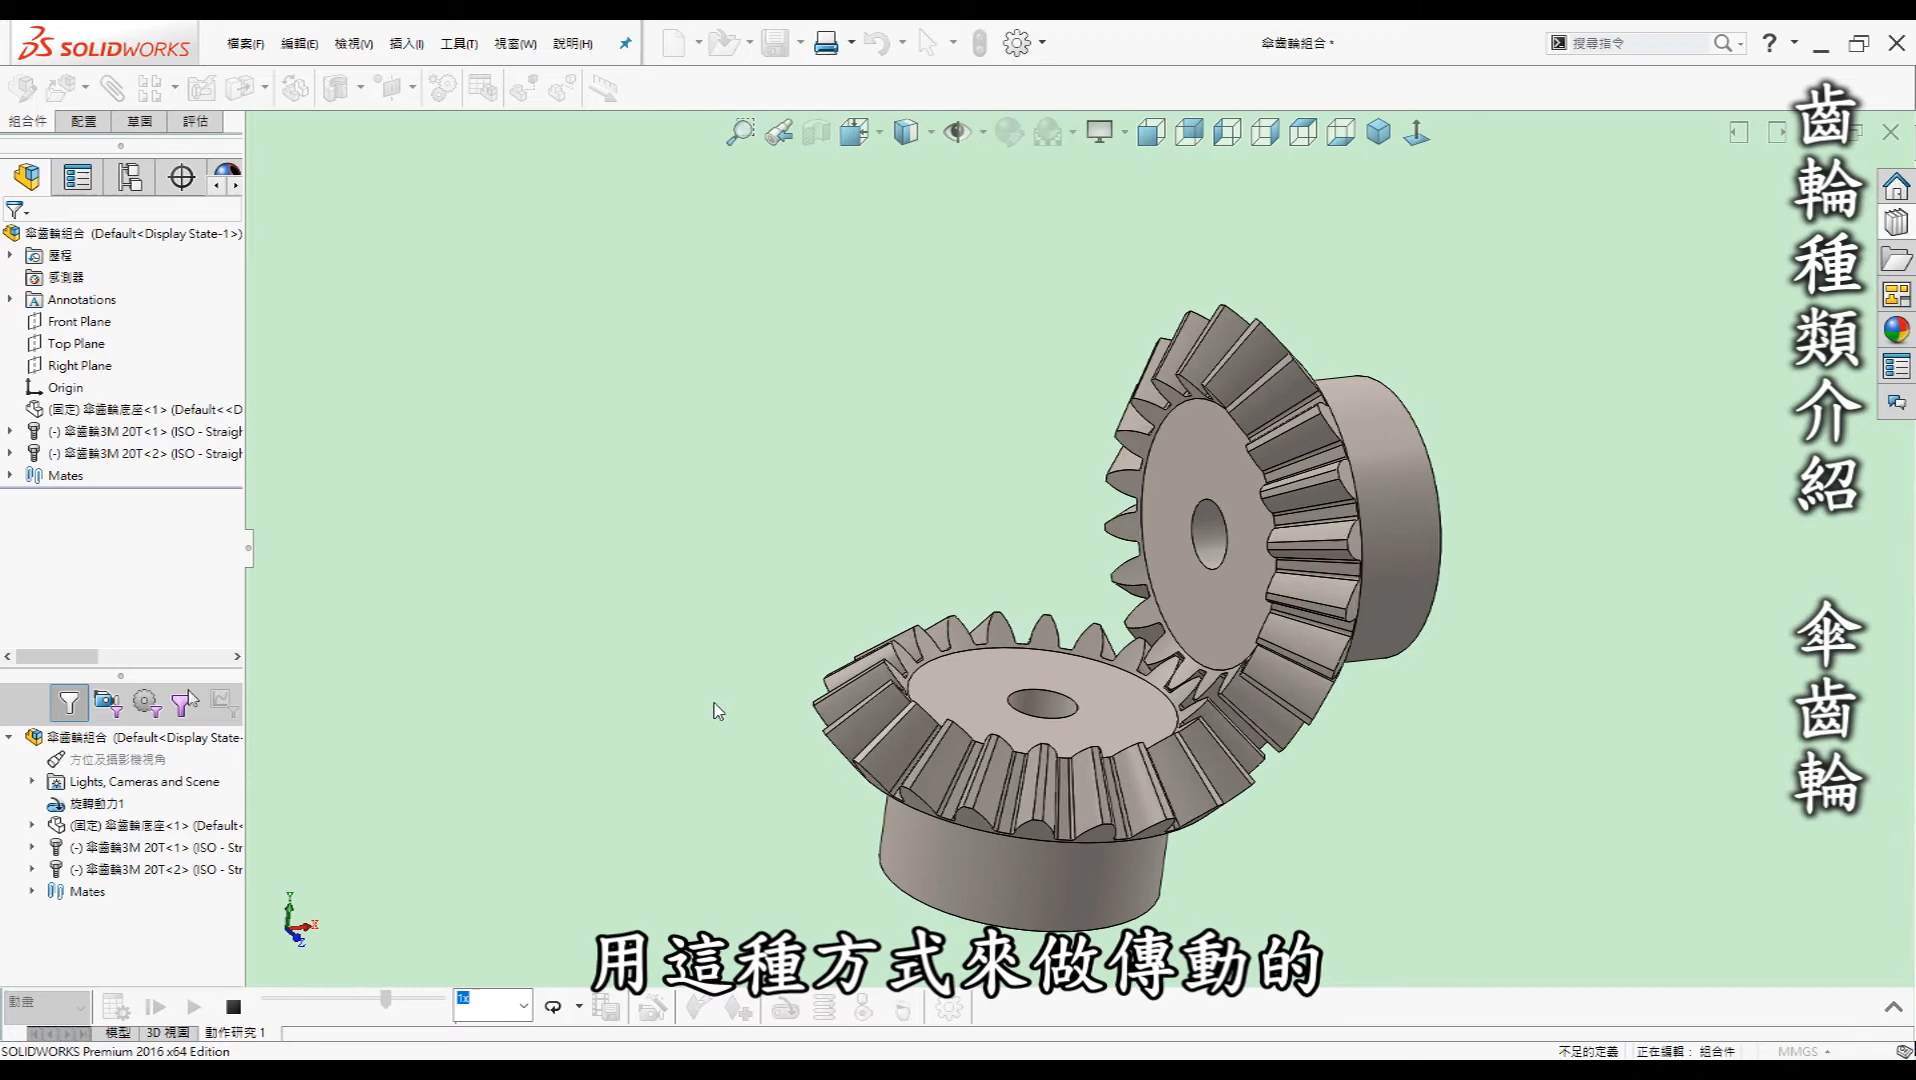 SOLIDWORKS
檔案(F) 編輯(E) 檢視(V) 插入(I) 工具(T) 視窗(W) 說明(H)
傘齒輪組合 *
搜尋指令
組合件 配置 草圖 評估
傘齒輪組合 (Default<Display State-1>)
歷程
感測器
Annotations
Front Plane
Top Plane
Right Plane
Origin
(固定) 傘齒輪底座<1> (Default<<D
(-) 傘齒輪3M 20T<1> (ISO - Straigh
(-) 傘齒輪3M 20T<2> (ISO - Straigh
Mates
傘齒輪組合 (Default<Display State-
方位及攝影機視角
Lights, Cameras and Scene
旋轉動力1
(固定) 傘齒輪底座<1> (Default<
(-) 傘齒輪3M 20T<1> (ISO - Str
(-) 傘齒輪3M 20T<2> (ISO - Str
Mates
Y
X
Z
齒輪種類介紹 傘齒輪
用這種方式來做傳動的
動畫
1x
模型 3D 視圖 動作研究 1
SOLIDWORKS Premium 2016 x64 Edition
不足的定義 正在編輯： 組合件 MMGS